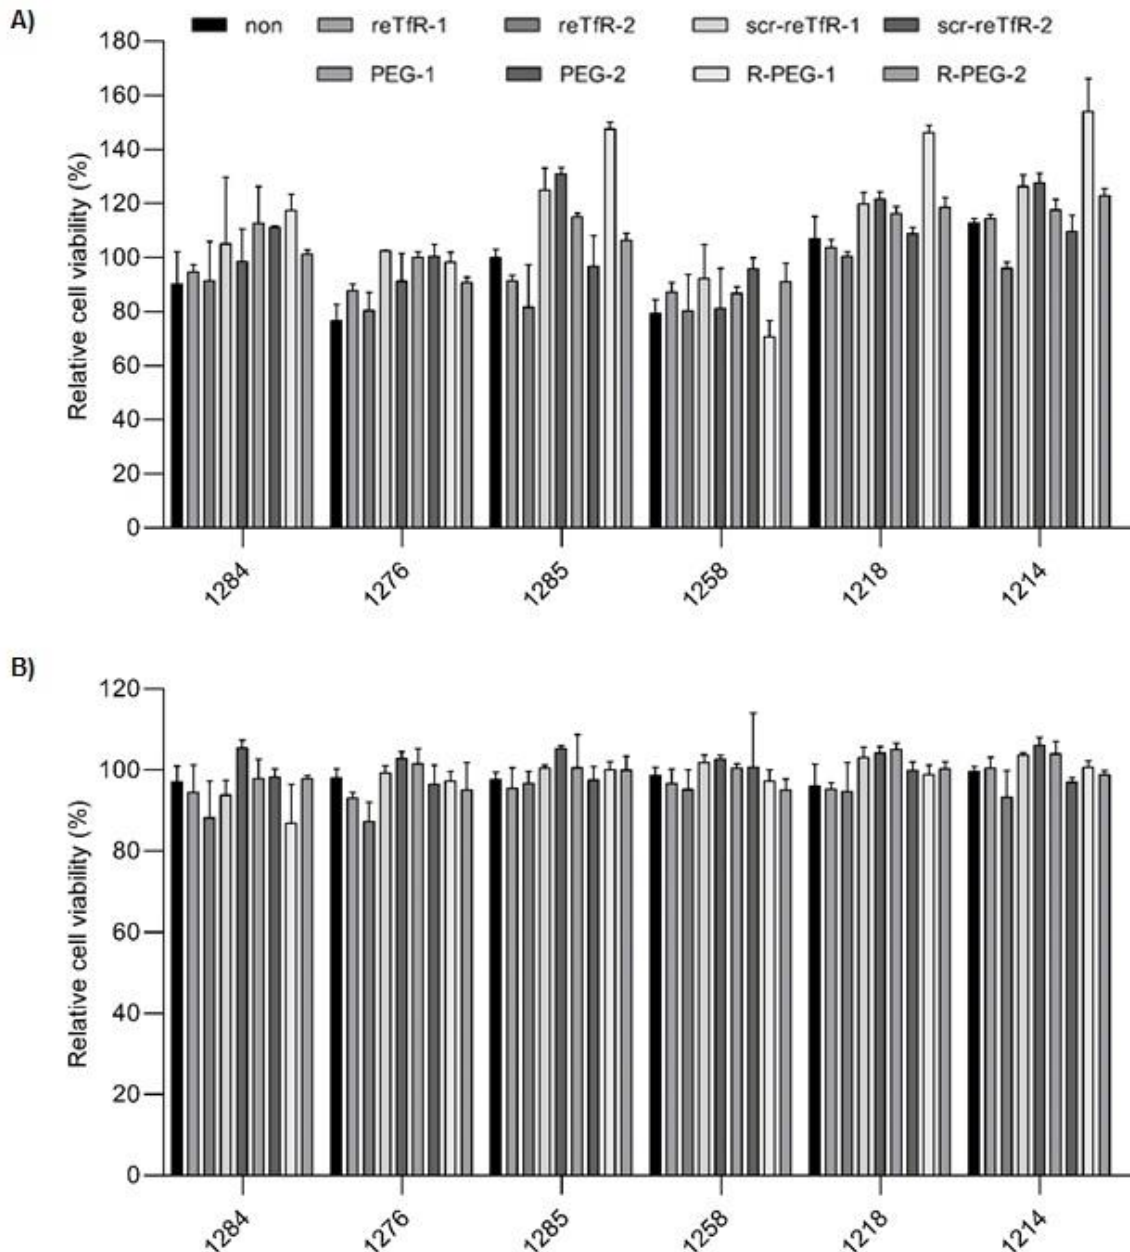 A)
non reTfR-1 reTfR-2 scr-reTfR-1 scr-reTfR-2
PEG-1 PEG-2 R-PEG-1 R-PEG-2
Relative cell viability (%)
180
160
140
120
100
80
60
40
20
0
1284 1276 1285 1258 1218 1214
B)
Relative cell viability (%)
120
100
80
60
40
20
0
1284 1276 1285 1258 1218 1214